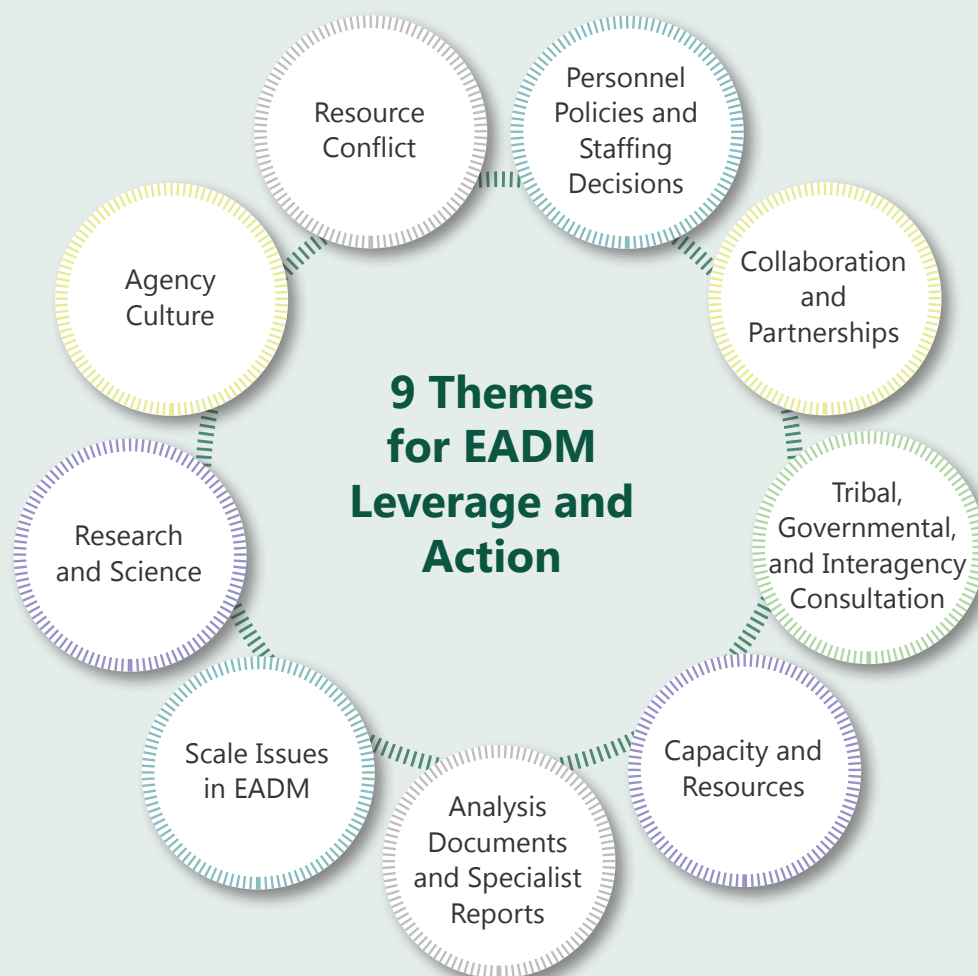 Resource
Conflict
Personnel
Policies and
Staffing
Decisions
Collaboration
and
Partnerships
Tribal,
Governmental,
and Interagency
Consultation
Capacity and
Resources
Analysis
Documents
and Specialist
Reports
Scale Issues
in EADM
Research
and Science
Agency
Culture
9 Themes
for EADM
Leverage and
Action